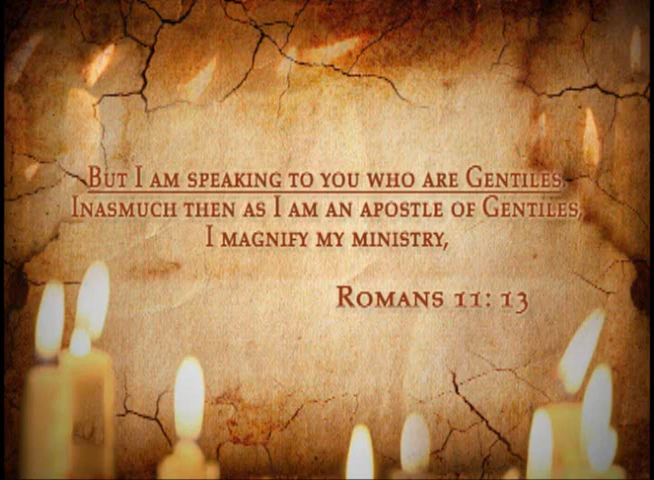 But I am speaking to you who are Gentiles.
Inasmuch then as I am an apostle of Gentiles,
I magnify my ministry,
Romans 11: 13